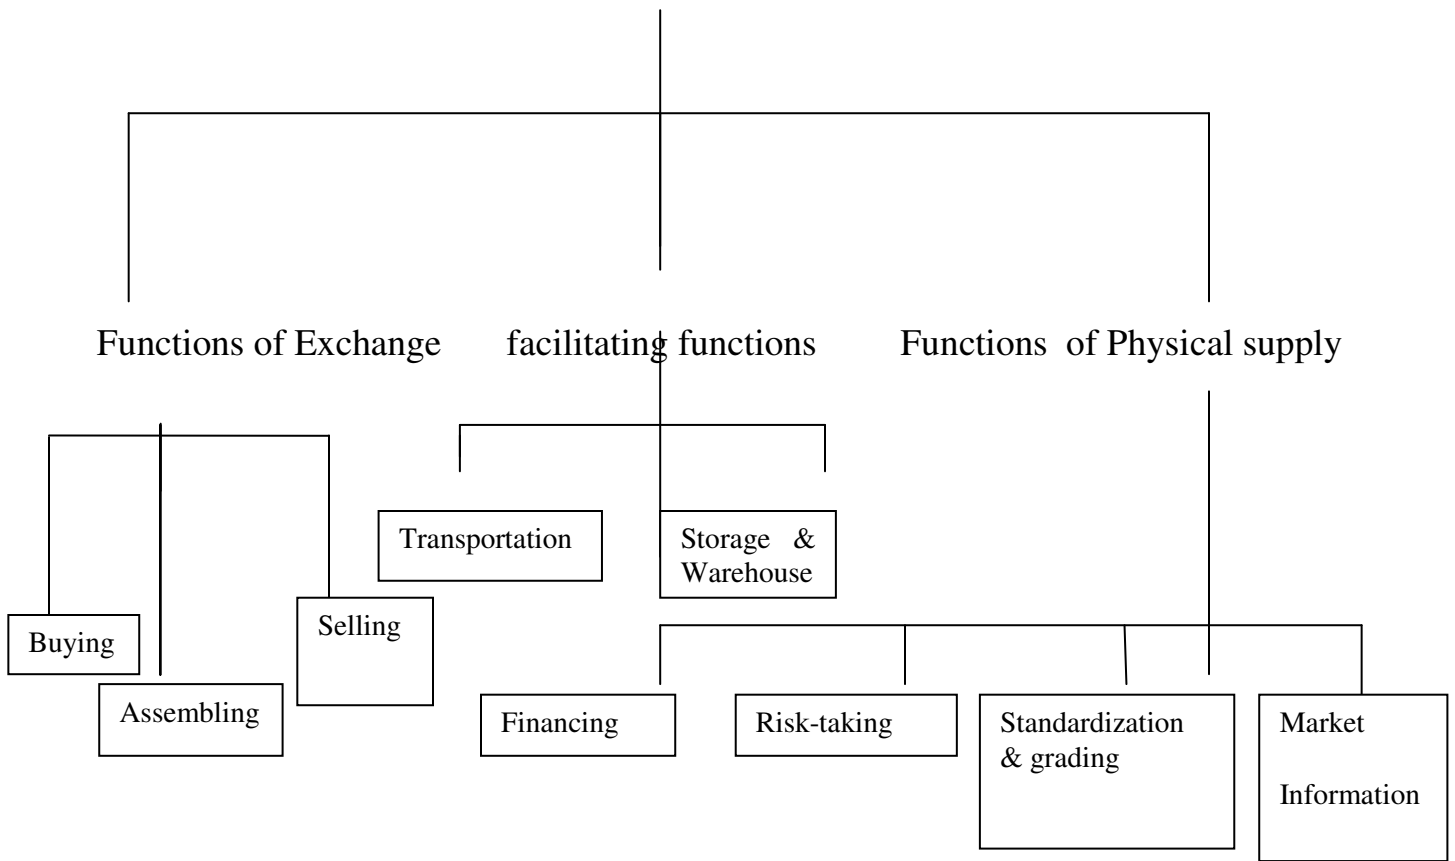 Functions of Exchange
facilitating functions
Functions of Physical supply
Transportation
Storage &
Warehouse
Buying
Selling
Assembling
Financing
Risk-taking
Standardization
& grading
Market
Information